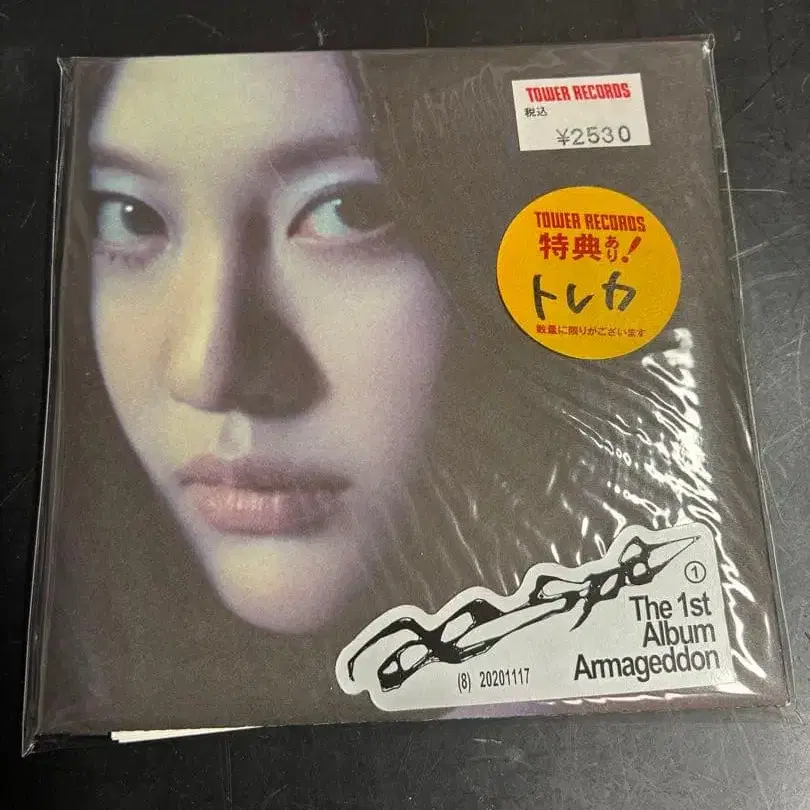 TOWER RECORDS
税込
¥2530
TOWER RECORDS
特典あり!
トレカ
数量に限りがございます
aespa
①
The 1st
Album
Armageddon
(8) 20201117